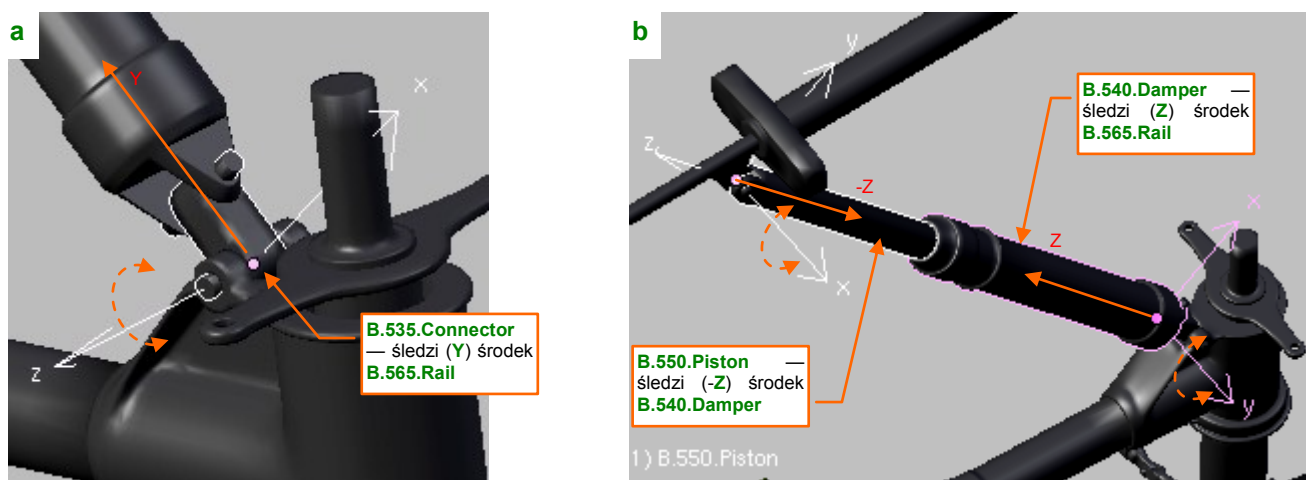 a
Y
x
z
B.535.Connector
— śledzi (Y) środek
B.565.Rail
b
y
z
-Z
x
Z
x
y
B.540.Damper —
śledzi (Z) środek
B.565.Rail
B.550.Piston —
śledzi (-Z) środek
B.540.Damper
1) B.550.Piston